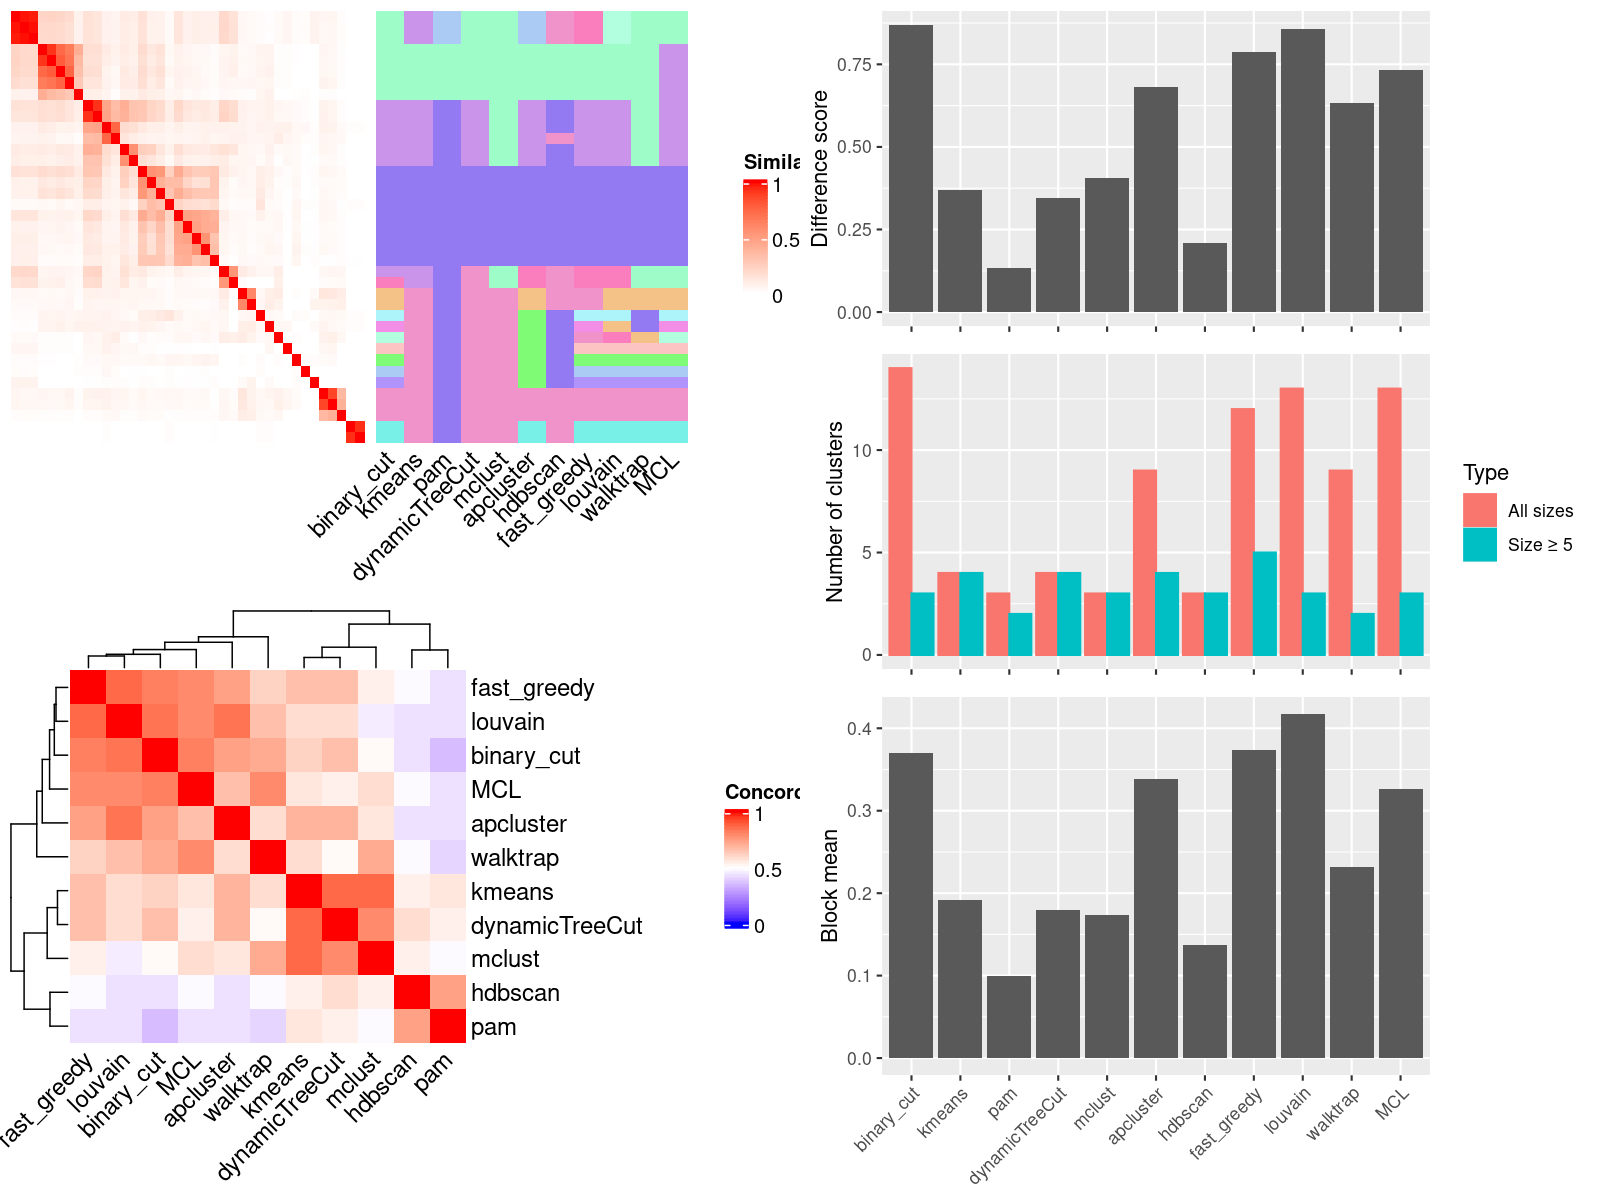 Simila
1
0.5
0
binary_cut
kmeans
pam
dynamicTreeCut
mclust
apcluster
hdbscan
fast_greedy
louvain
walktrap
MCL
fast_greedy
louvain
binary_cut
MCL
apcluster
walktrap
kmeans
dynamicTreeCut
mclust
hdbscan
pam
Concord
1
0.5
0
fast_greedy
louvain
binary_cut
MCL
apcluster
walktrap
kmeans
dynamicTreeCut
mclust
hdbscan
pam
Difference score
0.75
0.50
0.25
0.00
Number of clusters
10
5
0
Type
All sizes
Size ≥ 5
Block mean
0.4
0.3
0.2
0.1
0.0
binary_cut
kmeans
pam
dynamicTreeCut
mclust
apcluster
hdbscan
fast_greedy
louvain
walktrap
MCL